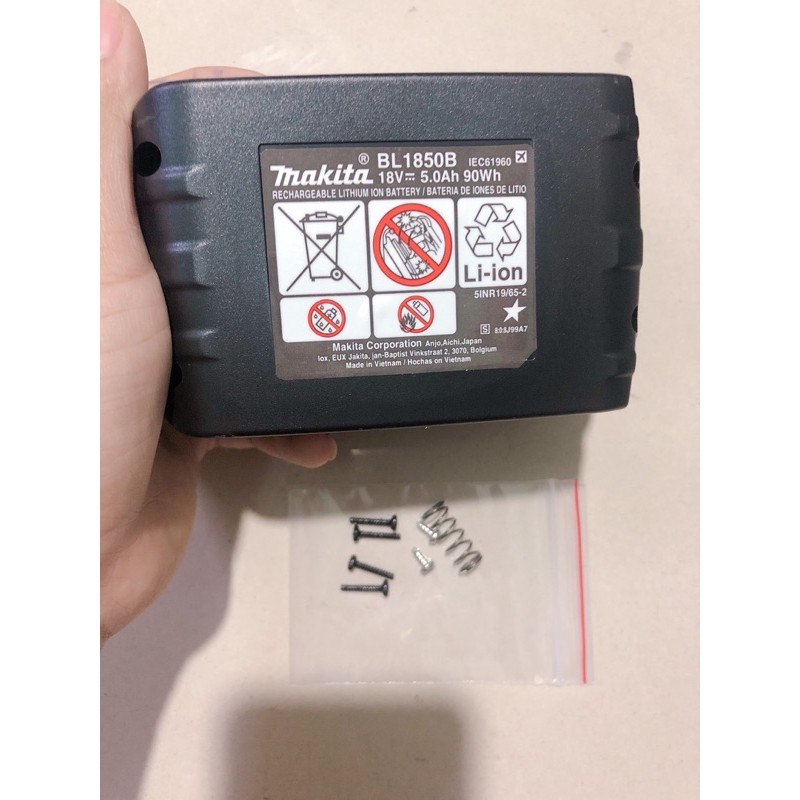 makita® BL1850B IEC61960
18V 5.0Ah 90Wh
RECHARGEABLE LITHIUM ION BATTERY / BATERIA DE IONES DE LITIO
Li-ion
5INR19/65-2
S 8082J99A7
Makita Corporation Anjo,Aichi,Japan
Iox, EUX Jakita, jan-Baptist Vinkstraat 2, 3070, Bolgium
Made in Vietnam / Hochas on Vietnam